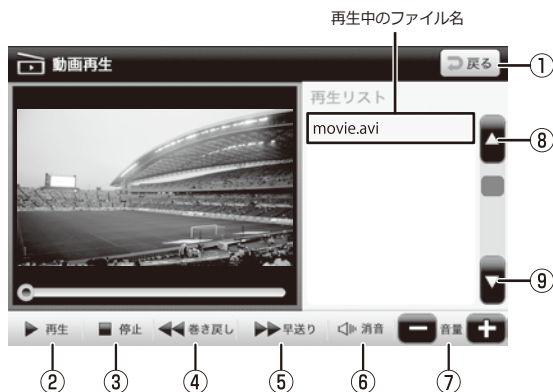 再生中のファイル名
動画再生
戻る
①
再生リスト
movie.avi
⑧
⑨
再生
停止
巻き戻し
早送り
消音
音量
②
③
④
⑤
⑥
⑦